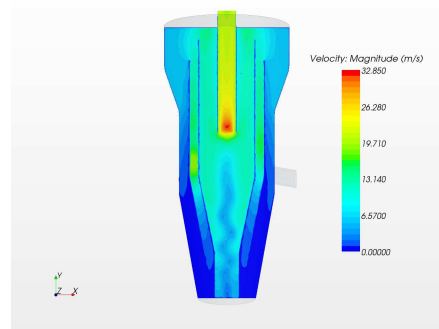 Velocity: Magnitude (m/s)
32.850
26.280
19.710
13.140
6.5700
0.00000
Y
Z X